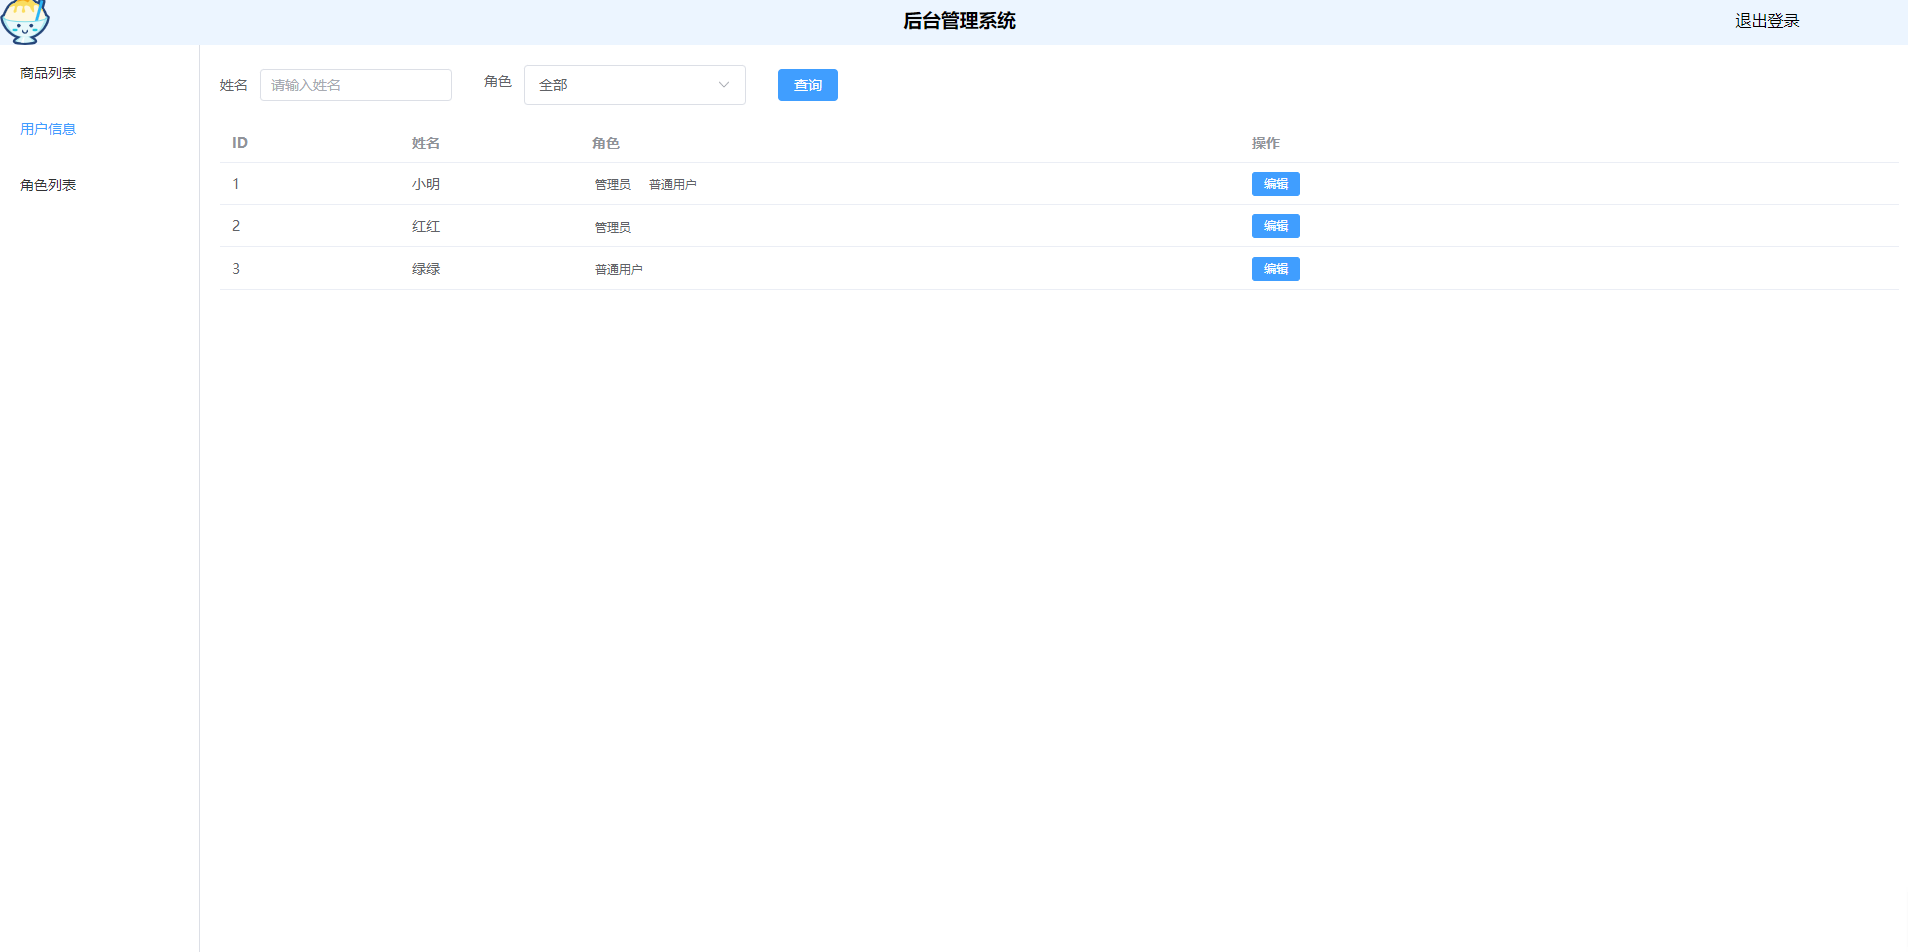 后台管理系统 退出登录
商品列表
用户信息
角色列表
姓名 请输入姓名 角色 全部 查询
ID 姓名 角色 操作
1 小明 管理员 普通用户 编辑
2 红红 管理员 编辑
3 绿绿 普通用户 编辑